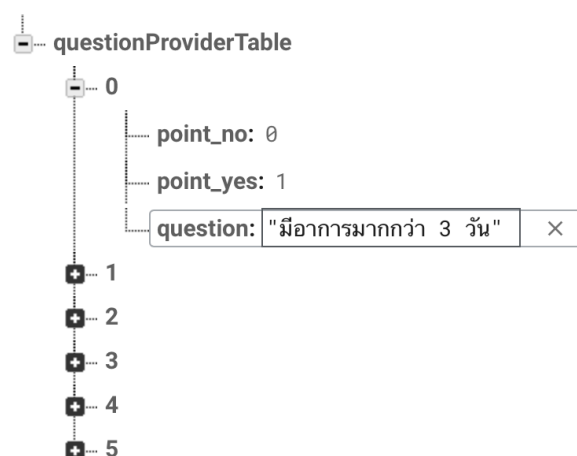 questionProviderTable
0
point_no: 0
point_yes: 1
question: "มีอาการมากกว่า 3 วัน"
1
2
3
4
5